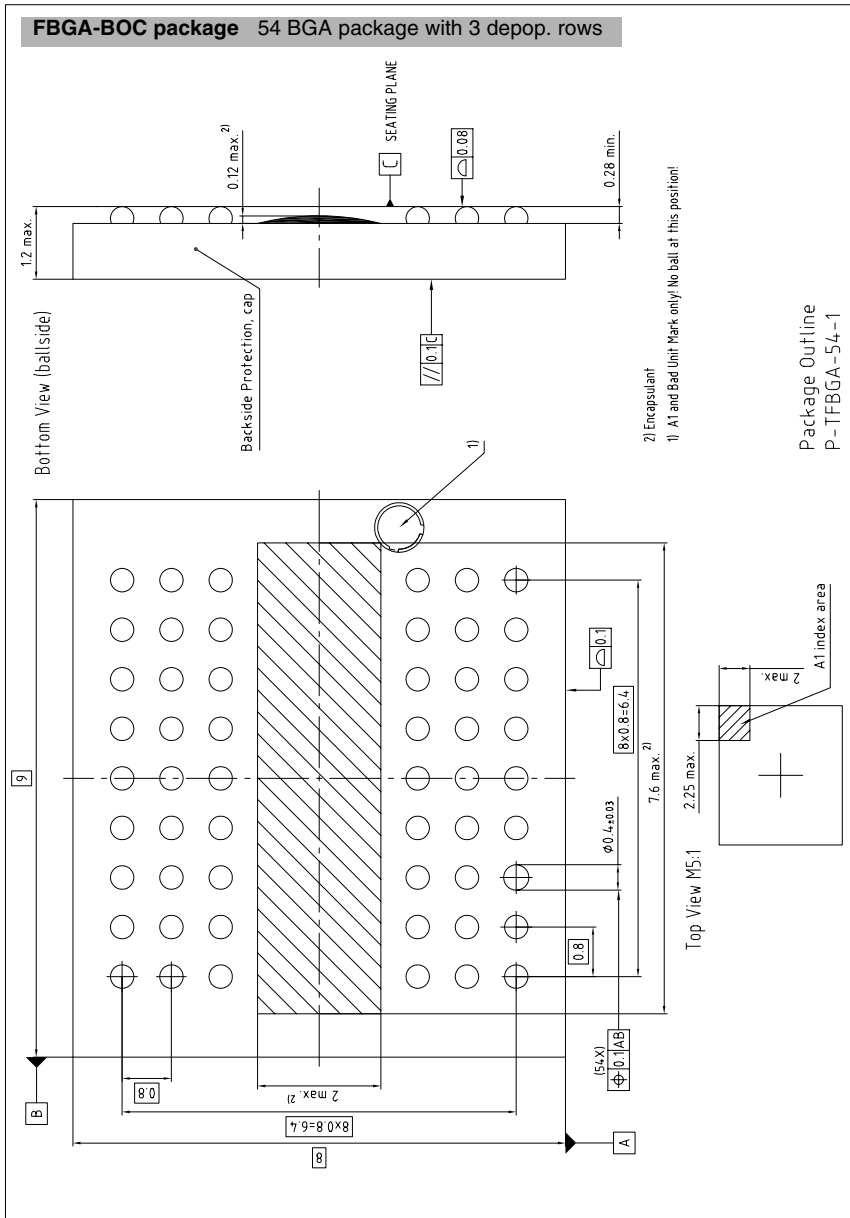 FBGA-BOC package 54 BGA package with 3 depop. rows
Bottom View (ballside)
1.2 max.
0.12 max. 2)
C SEATING PLANE
0.08
0.28 min.
Backside Protection, cap
// 0.1 C
2) Encapsulant
1) A1 and Bad Unit Mark only! No ball at this position!
Package Outline
P-TFBGA-54-1
9
1)
0.1
8x0.8=6.4
7.6 max. 2)
Ø0.4±0.03
0.8
(54X)
0.1 A B
B
0.8
2 max. 2)
8x0.8=6.4
8
A
Top View M5:1
2.25 max.
2 max.
A1 index area